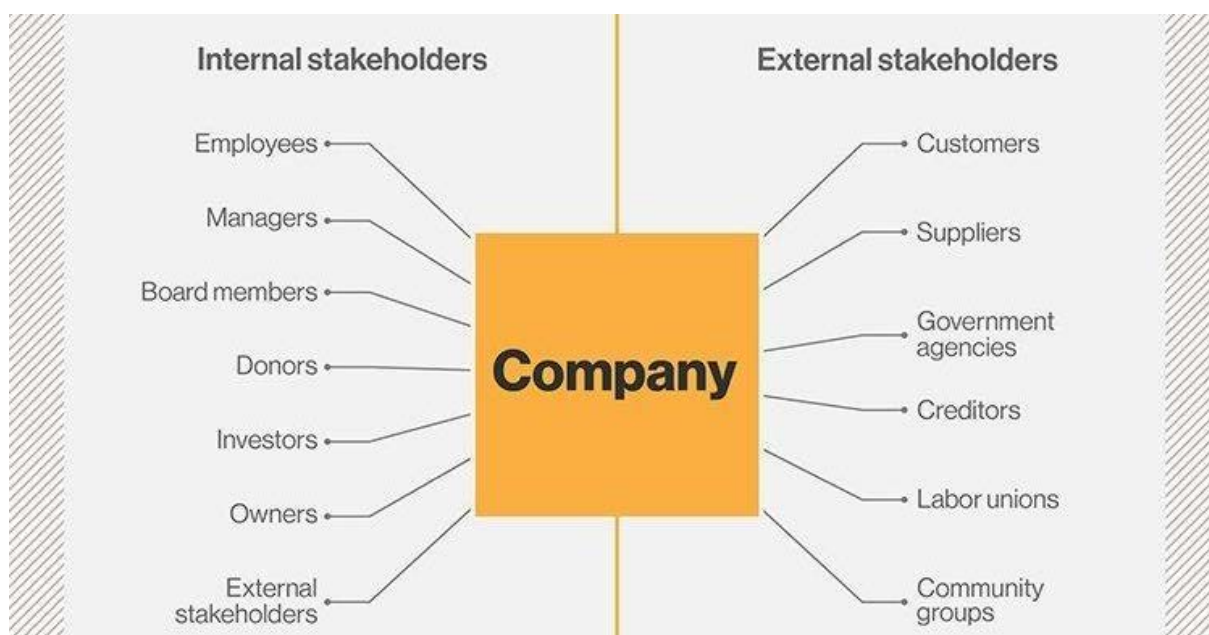 Internal stakeholders
Employees
Managers
Board members
Donors
Investors
Owners
External
stakeholders
Company
External stakeholders
Customers
Suppliers
Government
agencies
Creditors
Labor unions
Community
groups